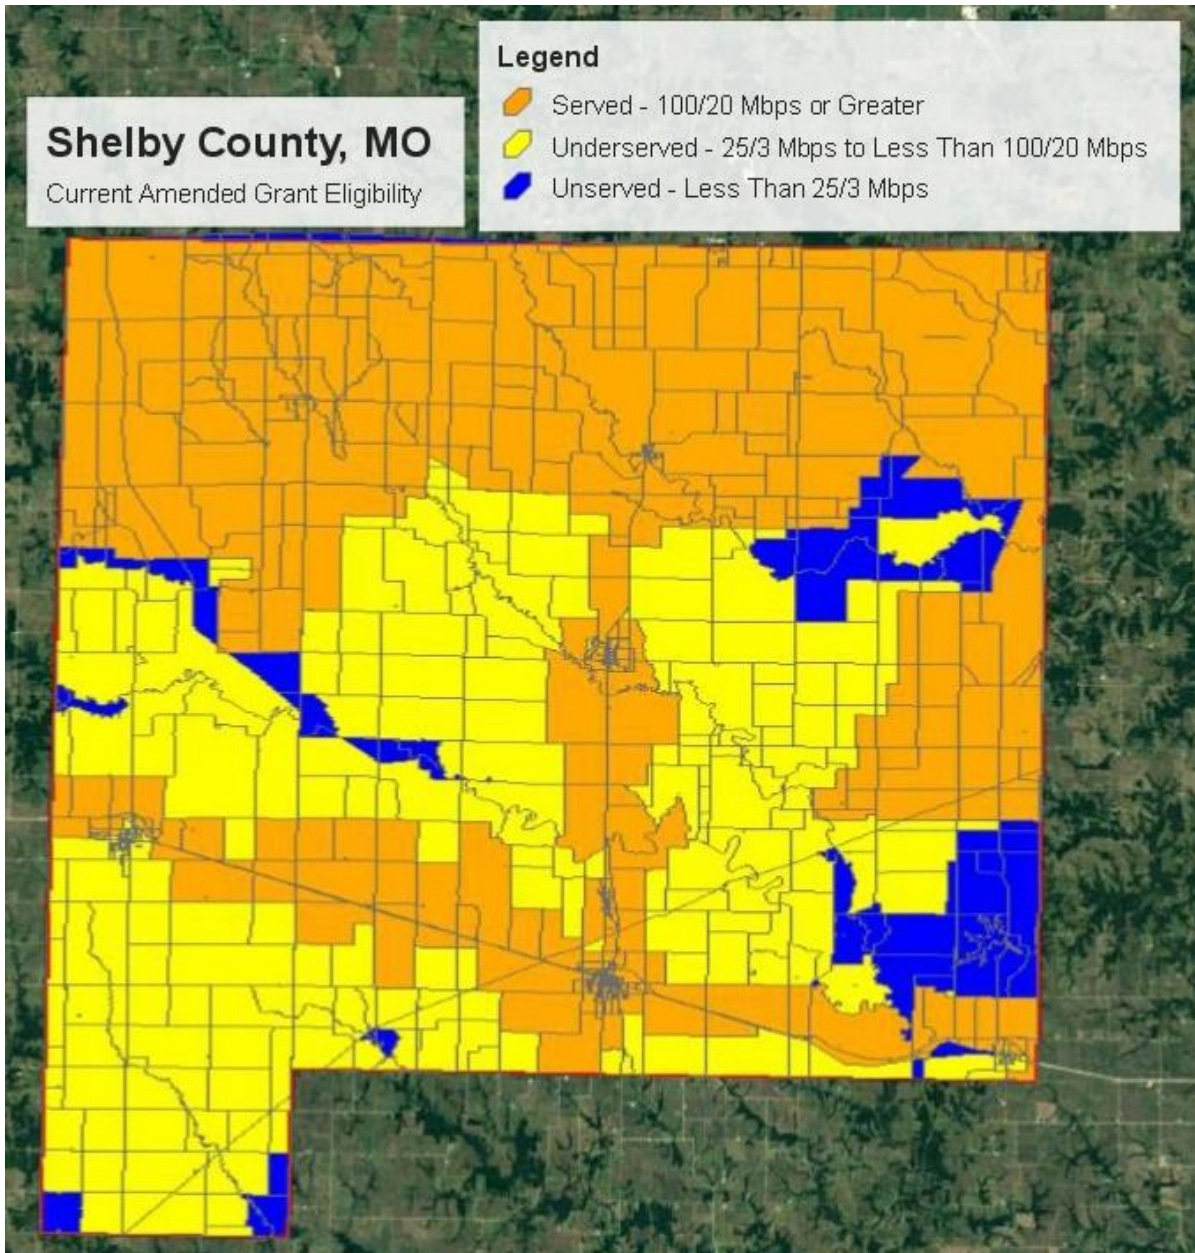 Legend
Served - 100/20 Mbps or Greater
Underserved - 25/3 Mbps to Less Than 100/20 Mbps
Unserved - Less Than 25/3 Mbps
Shelby County, MO
Current Amended Grant Eligibility